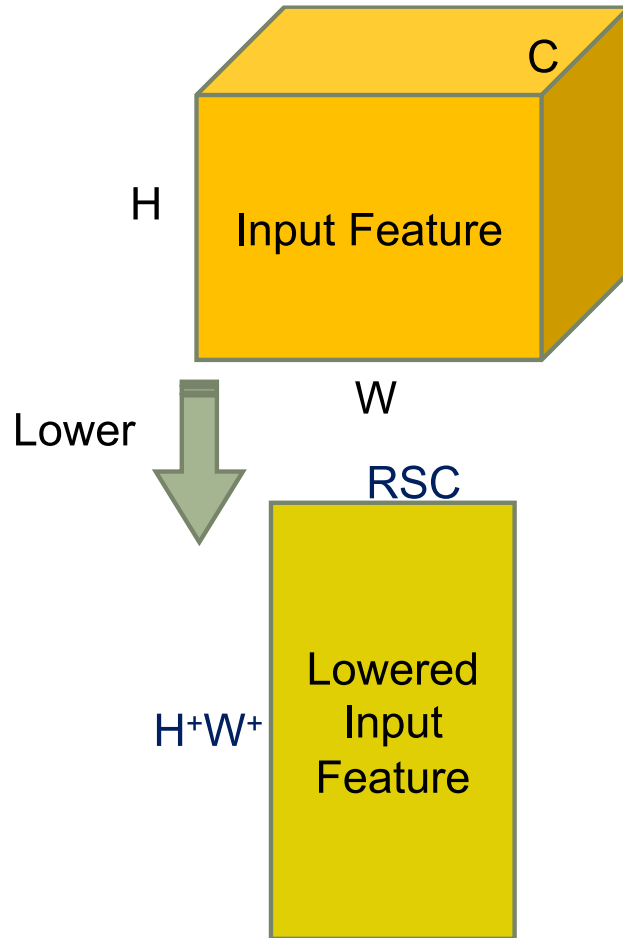 C
H
Input Feature
W
Lower
RSC
Lowered
Input
Feature
H⁺W⁺